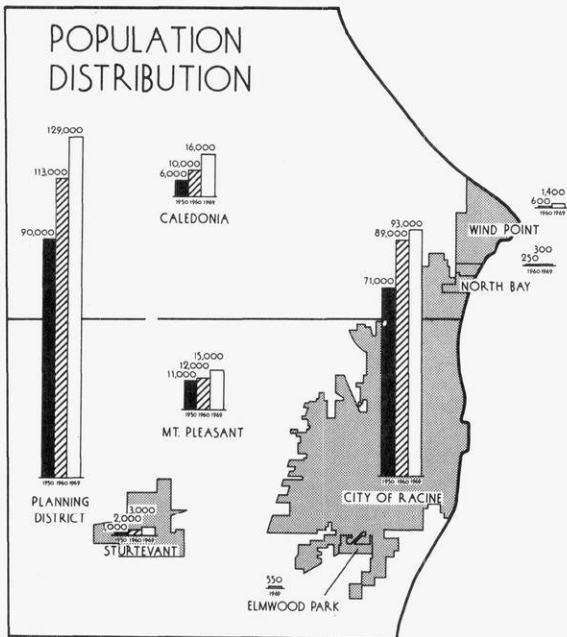 POPULATION
DISTRIBUTION
129,000
113,000
90,000
1950 1960 1969
PLANNING
DISTRICT
16,000
10,000
6,000
1950 1960 1969
CALEDONIA
1,400
600
1960 1969
WIND POINT
300
250
1960 1969
NORTH BAY
93,000
89,000
71,000
1950 1960 1969
CITY OF RACINE
15,000
12,000
11,000
1950 1960 1969
MT. PLEASANT
3,000
2,000
1950 1960 1969
STURTEVANT
550
1969
ELMWOOD PARK